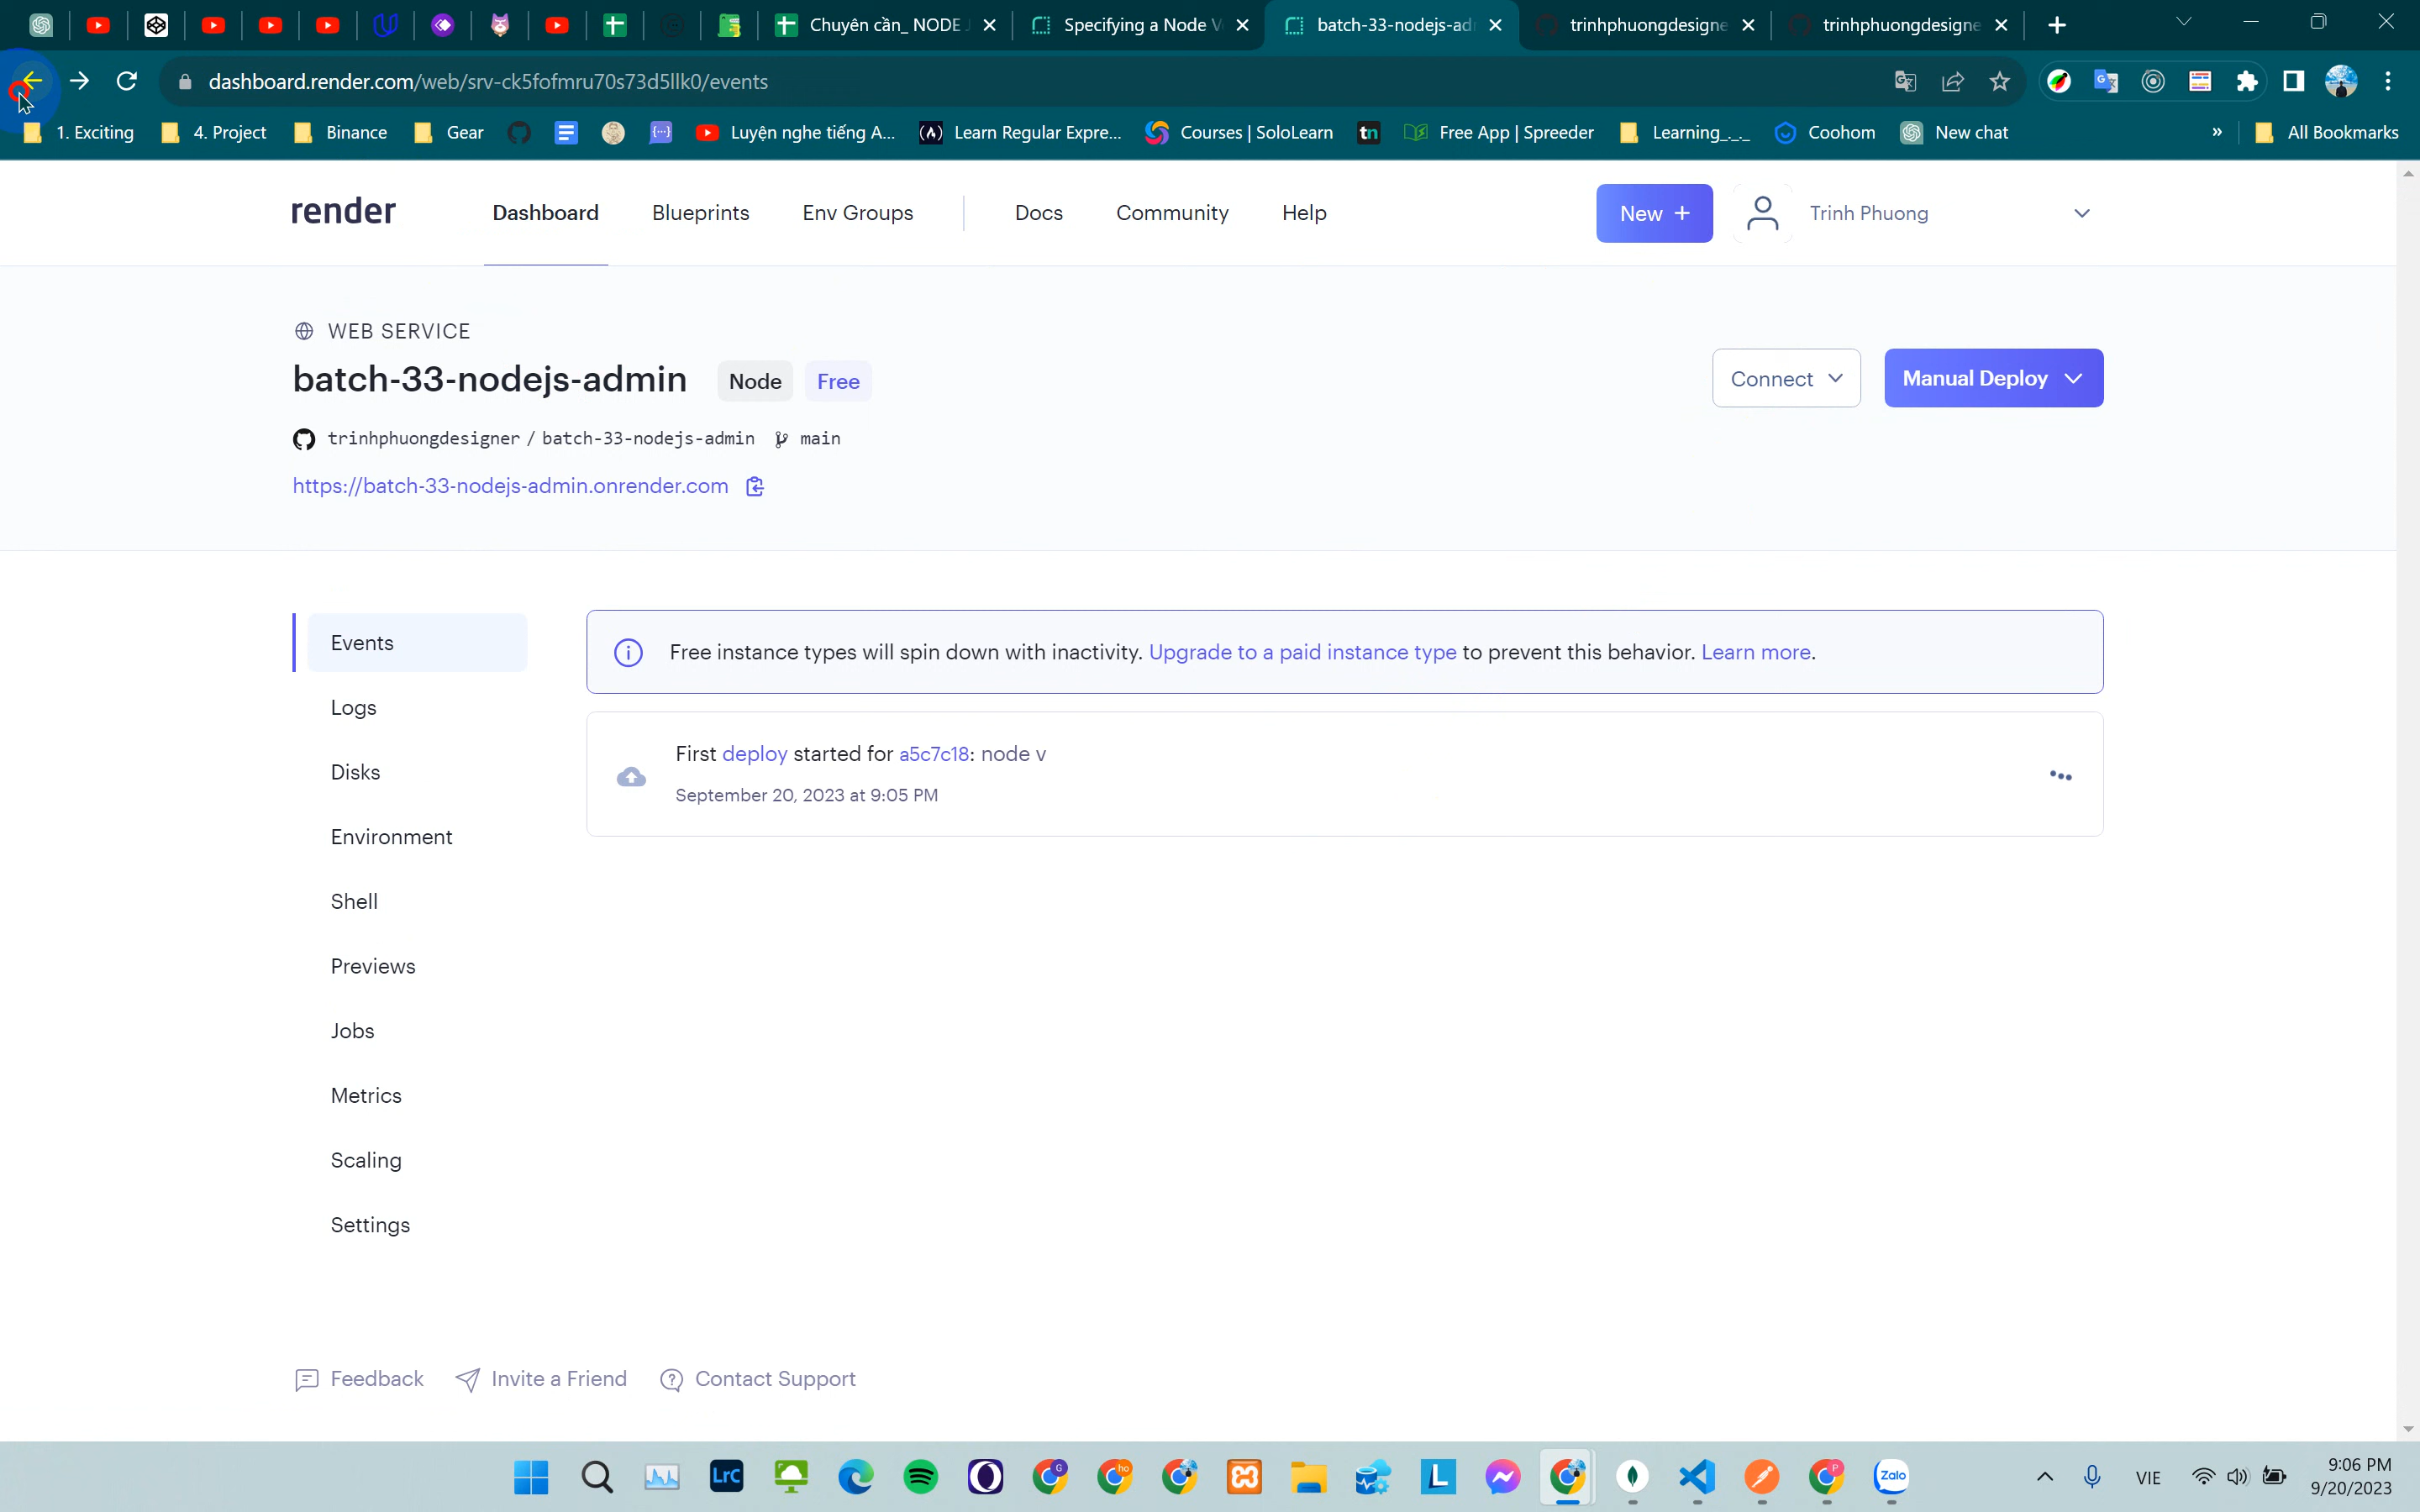 Chuyên cần_ NODE J
Specifying a Node V
batch-33-nodejs-ad
trinhphuongdesigne
trinhphuongdesigne
dashboard.render.com/web/srv-ck5fofmru70s73d5llk0/events
1. Exciting
4. Project
Binance
Gear
Luyện nghe tiếng A...
Learn Regular Expre...
Courses | SoloLearn
tn
Free App | Spreeder
Learning_._._
Coohom
New chat
»
All Bookmarks
render
Dashboard
Blueprints
Env Groups
Docs
Community
Help
New +
Trinh Phuong
WEB SERVICE
batch-33-nodejs-admin
Node
Free
Connect
Manual Deploy
trinhphuongdesigner / batch-33-nodejs-admin
main
https://batch-33-nodejs-admin.onrender.com
Events
Logs
Disks
Environment
Shell
Previews
Jobs
Metrics
Scaling
Settings
Free instance types will spin down with inactivity. Upgrade to a paid instance type to prevent this behavior. Learn more.
First deploy started for a5c7c18: node v
September 20, 2023 at 9:05 PM
Feedback
Invite a Friend
Contact Support
LrC
G
ho
L
P
Zalo
VIE
9:06 PM
9/20/2023